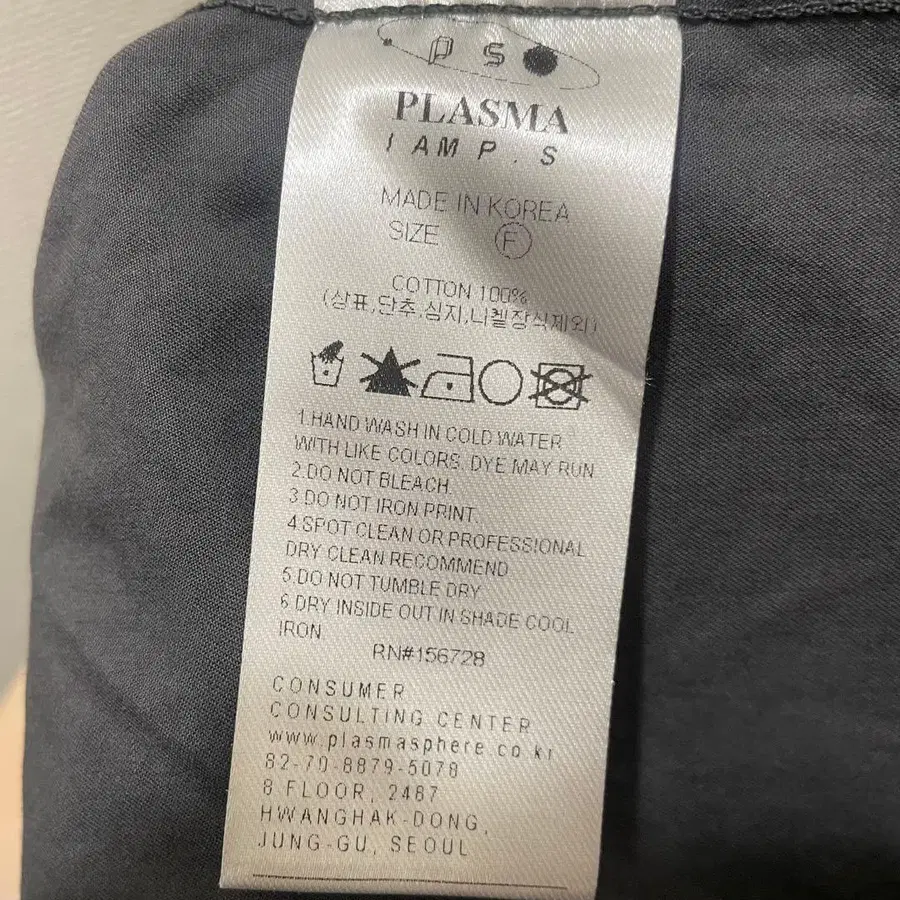 PS
PLASMA
I AM P.S
MADE IN KOREA
SIZE F
COTTON 100%
(상표,단추,심지,니켈장식제외)
1.HAND WASH IN COLD WATER
WITH LIKE COLORS. DYE MAY RUN
2.DO NOT BLEACH.
3.DO NOT IRON PRINT.
4.SPOT CLEAN OR PROFESSIONAL
DRY CLEAN RECOMMEND
5.DO NOT TUMBLE DRY
6.DRY INSIDE OUT IN SHADE COOL
IRON.
RN#156728
CONSUMER
CONSULTING CENTER
www.plasmasphere.co.kr
82-70-8879-5078
8 FLOOR, 2487
HWANGHAK-DONG,
JUNG-GU, SEOUL